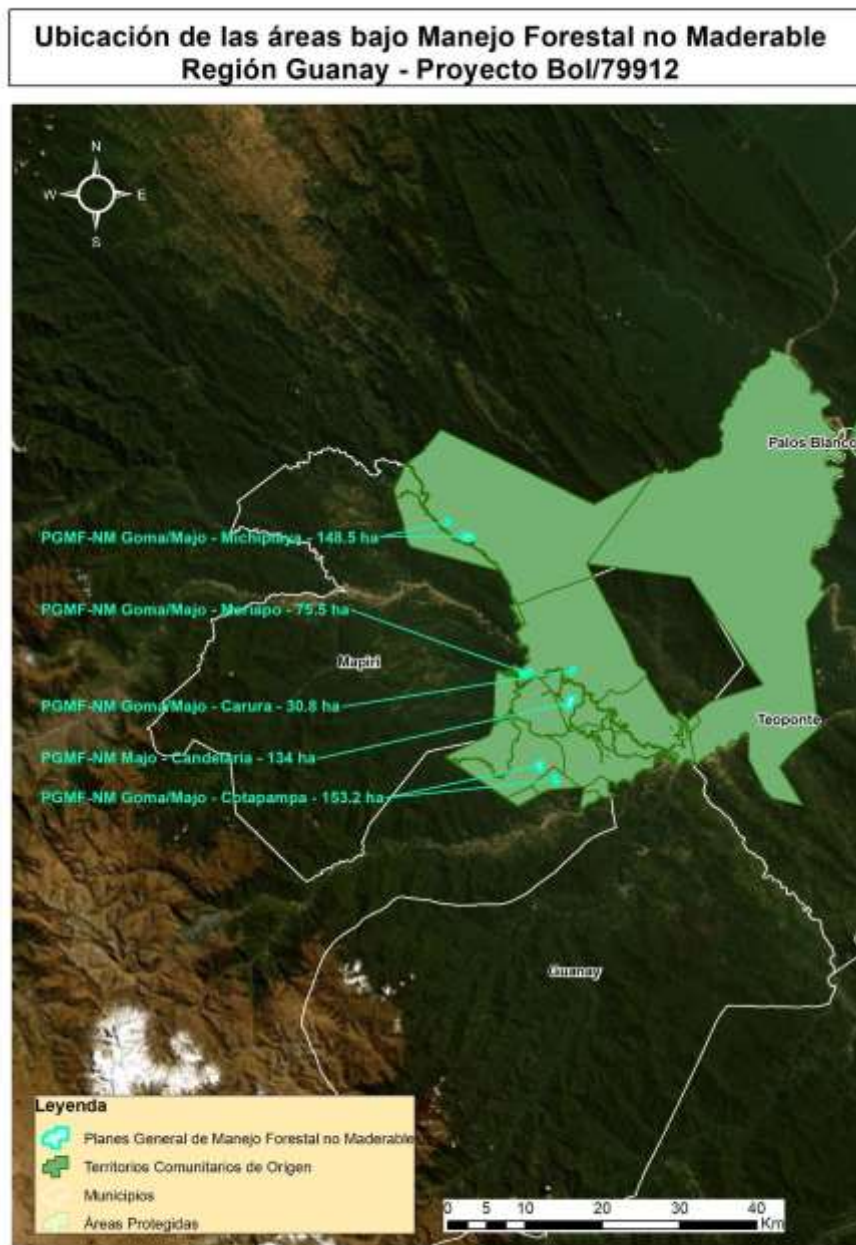 Ubicación de las áreas bajo Manejo Forestal no Maderable
Región Guanay - Proyecto Bol/79912
N
W E
S
Palos Blanco
PGMF-NM Goma/Majo - Michiplaya - 148.5 ha
PGMF-NM Goma/Majo - Meriapo - 75.5 ha
Mapiri
PGMF-NM Goma/Majo - Carura - 30.8 ha
Teoponte
PGMF-NM Majo - Candelaria - 134 ha
PGMF-NM Goma/Majo - Cotapampa - 153.2 ha
Guanay
Leyenda
Planes General de Manejo Forestal no Maderable
Territorios Comunitarios de Origen
Municipios
Áreas Protegidas
0 5 10 20 30 40
Km